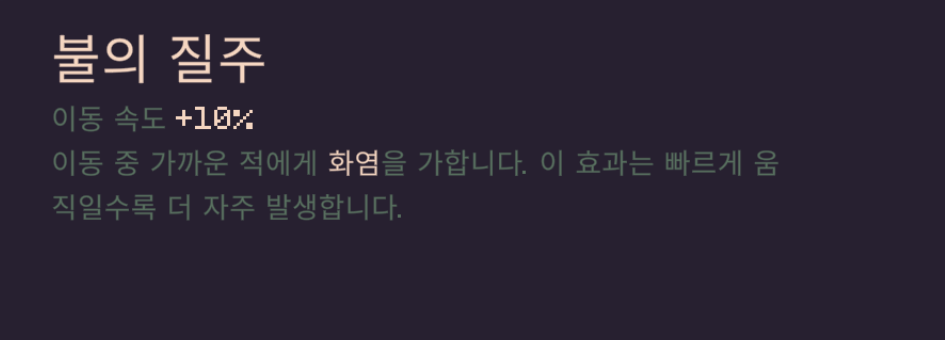 불의 질주
이동 속도 +10%
이동 중 가까운 적에게 화염을 가합니다. 이 효과는 빠르게 움
직일수록 더 자주 발생합니다.